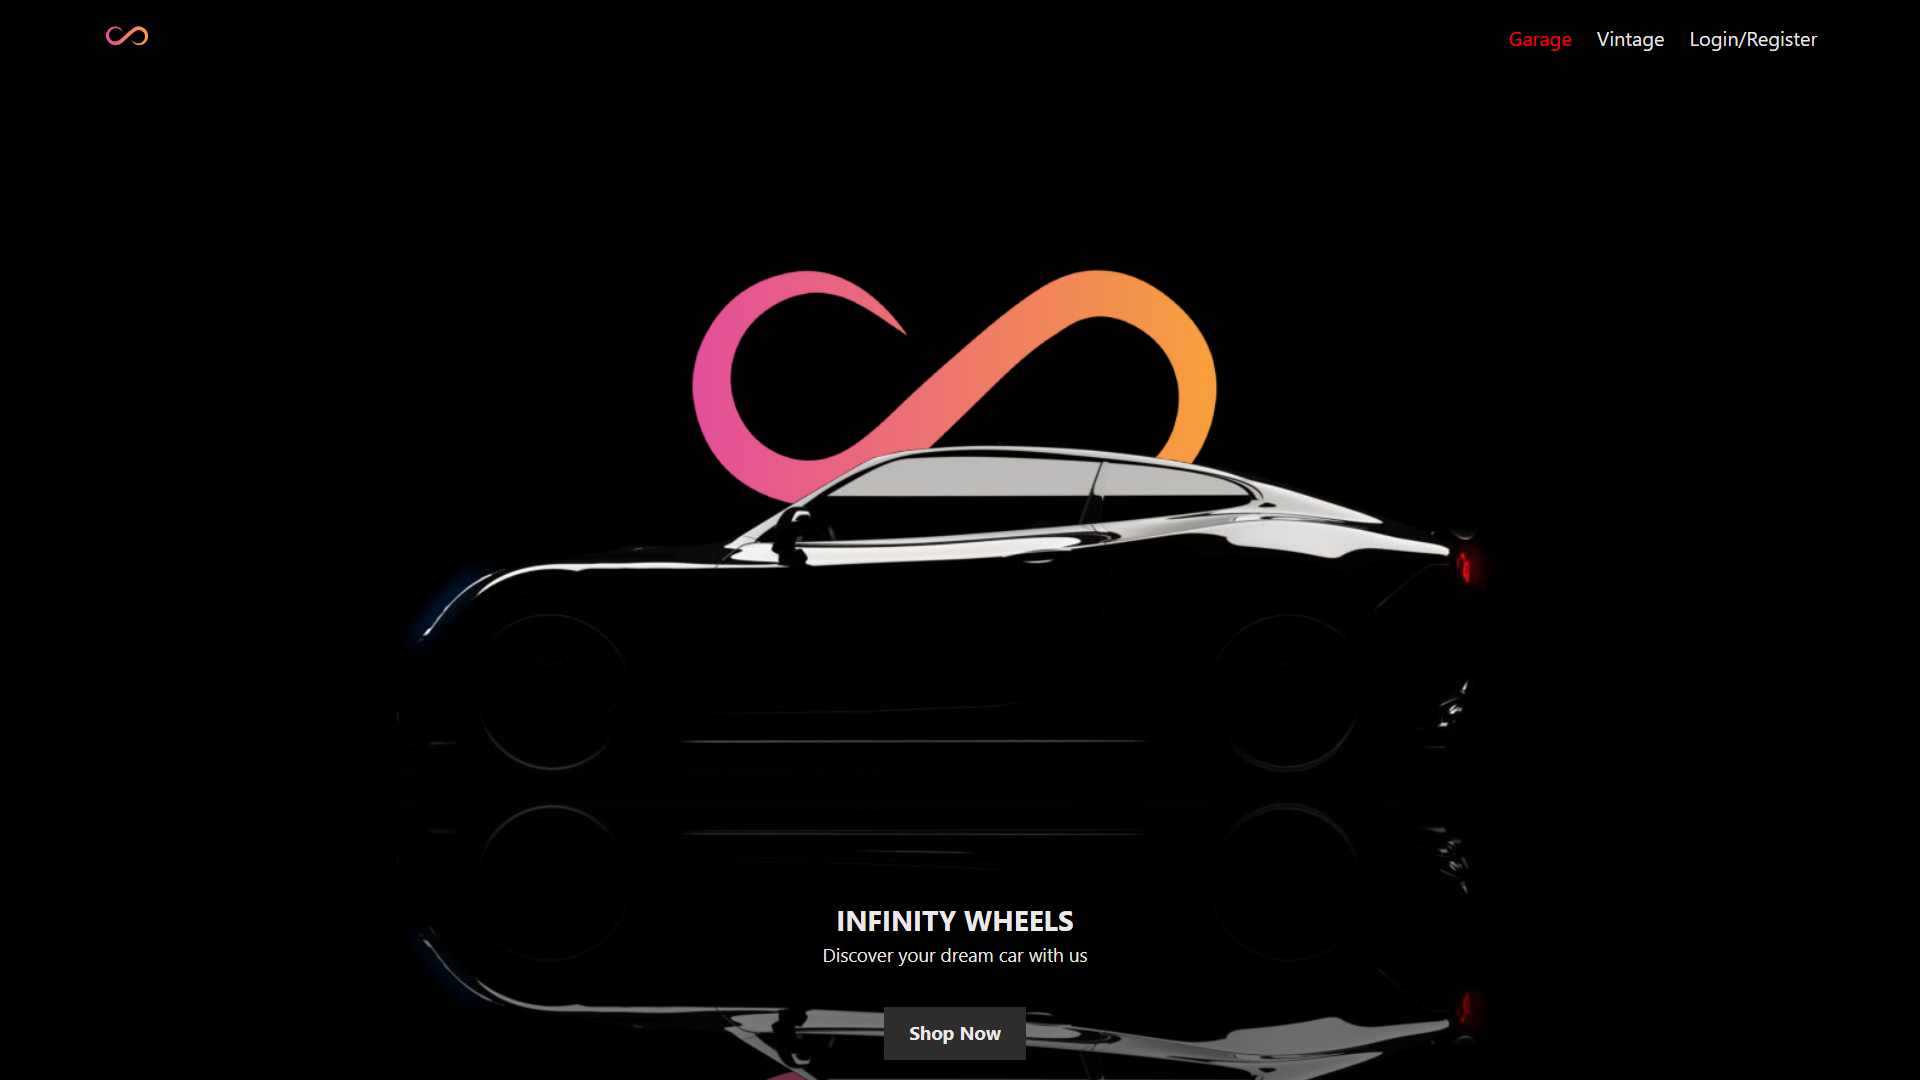 Garage Vintage Login/Register
INFINITY WHEELS
Discover your dream car with us
Shop Now